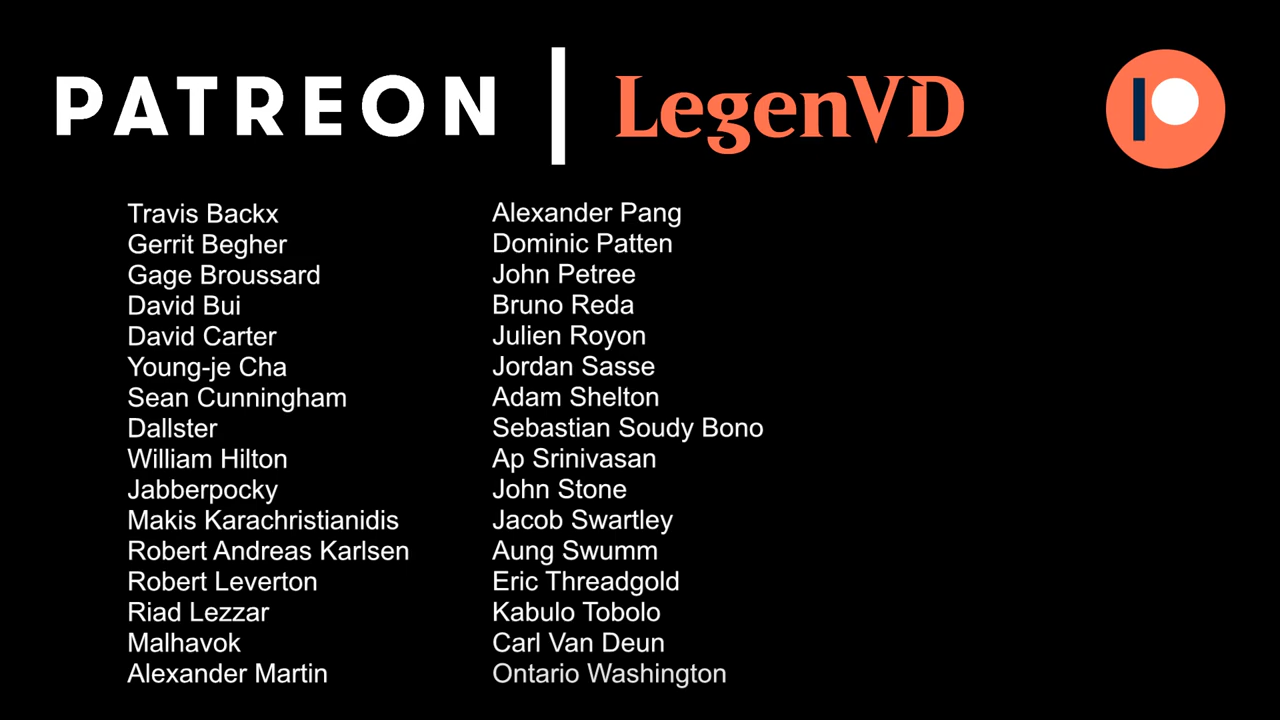 PATREON | LegenVD
Travis Backx
Gerrit Begher
Gage Broussard
David Bui
David Carter
Young-je Cha
Sean Cunningham
Dallster
William Hilton
Jabberpocky
Makis Karachristianidis
Robert Andreas Karlsen
Robert Leverton
Riad Lezzar
Malhavok
Alexander Martin
Alexander Pang
Dominic Patten
John Petree
Bruno Reda
Julien Royon
Jordan Sasse
Adam Shelton
Sebastian Soudy Bono
Ap Srinivasan
John Stone
Jacob Swartley
Aung Swumm
Eric Threadgold
Kabulo Tobolo
Carl Van Deun
Ontario Washington